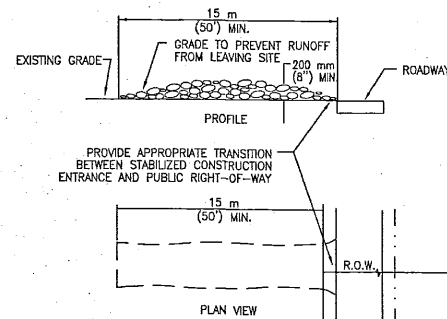 15 m
(50') MIN.
EXISTING GRADE
GRADE TO PREVENT RUNOFF
FROM LEAVING SITE
200 mm
(8") MIN
ROADWAY
PROFILE
PROVIDE APPROPRIATE TRANSITION
BETWEEN STABILIZED CONSTRUCTION
ENTRANCE AND PUBLIC RIGHT-OF-WAY
15 m
(50') MIN.
R.O.W.
PLAN VIEW